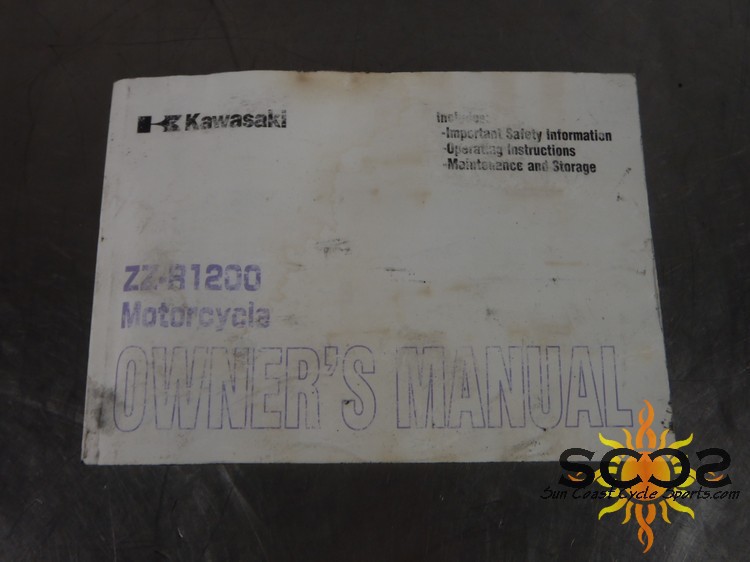 Kawasaki
Includes:
-Important Safety Information
-Operating Instructions
-Maintenance and Storage
ZZ-R1200
Motorcycle
OWNER'S MANUAL
SCCS
Sun Coast Cycle Sports.com